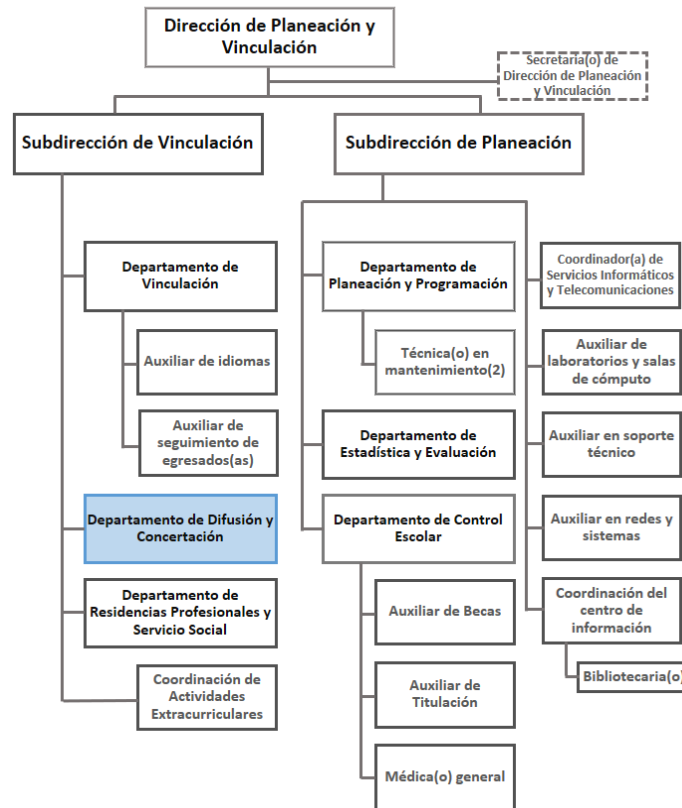 Dirección de Planeación y
Vinculación
Secretaria(o) de
Dirección de Planeación
y Vinculación
Subdirección de Vinculación
Subdirección de Planeación
Departamento de
Vinculación
Auxiliar de idiomas
Auxiliar de
seguimiento de
egresados(as)
Departamento de Difusión y
Concertación
Departamento de
Residencias Profesionales y
Servicio Social
Coordinación de
Actividades
Extracurriculares
Departamento de
Planeación y Programación
Técnica(o) en
mantenimiento(2)
Departamento de
Estadística y Evaluación
Departamento de Control
Escolar
Auxiliar de Becas
Auxiliar de
Titulación
Médica(o) general
Coordinador(a) de
Servicios Informáticos
y Telecomunicaciones
Auxiliar de
laboratorios y salas
de cómputo
Auxiliar en soporte
técnico
Auxiliar en redes y
sistemas
Coordinación del
centro de
información
Bibliotecaria(o)